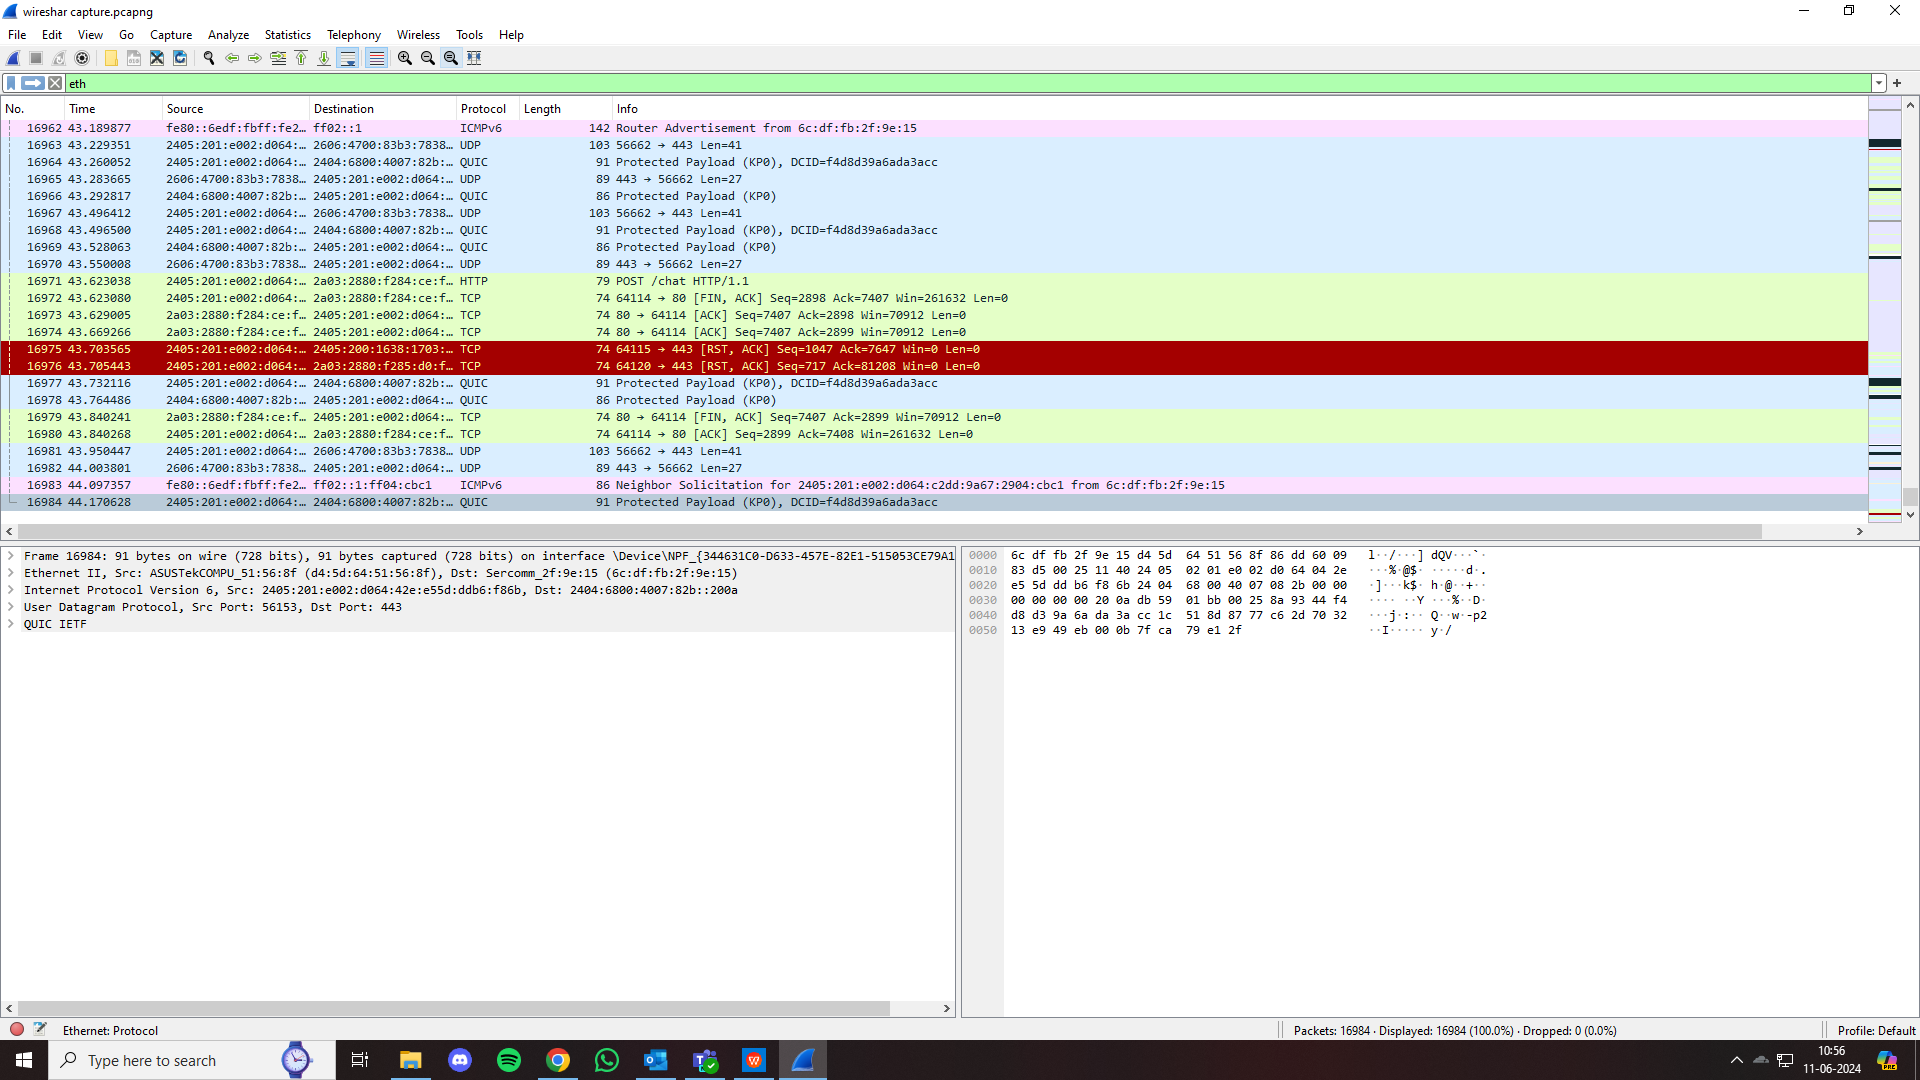 wireshar capture.pcapng
File Edit View Go Capture Analyze Statistics Telephony Wireless Tools Help
eth
No. Time Source Destination Protocol Length Info
16962 43.189877 fe80::6edf:fbff:fe2… ff02::1 ICMPv6 142 Router Advertisement from 6c:df:fb:2f:9e:15
16963 43.229351 2405:201:e002:d064:… 2606:4700:83b3:7838… UDP 103 56662 → 443 Len=41
16964 43.260052 2405:201:e002:d064:… 2404:6800:4007:82b:… QUIC 91 Protected Payload (KP0), DCID=f4d8d39a6ada3acc
16965 43.283665 2606:4700:83b3:7838… 2405:201:e002:d064:… UDP 89 443 → 56662 Len=27
16966 43.292817 2404:6800:4007:82b:… 2405:201:e002:d064:… QUIC 86 Protected Payload (KP0)
16967 43.496412 2405:201:e002:d064:… 2606:4700:83b3:7838… UDP 103 56662 → 443 Len=41
16968 43.496500 2405:201:e002:d064:… 2404:6800:4007:82b:… QUIC 91 Protected Payload (KP0), DCID=f4d8d39a6ada3acc
16969 43.528063 2404:6800:4007:82b:… 2405:201:e002:d064:… QUIC 86 Protected Payload (KP0)
16970 43.550008 2606:4700:83b3:7838… 2405:201:e002:d064:… UDP 89 443 → 56662 Len=27
16971 43.623038 2405:201:e002:d064:… 2a03:2880:f284:ce:f… HTTP 79 POST /chat HTTP/1.1
16972 43.623080 2405:201:e002:d064:… 2a03:2880:f284:ce:f… TCP 74 64114 → 80 [FIN, ACK] Seq=2898 Ack=7407 Win=261632 Len=0
16973 43.629005 2a03:2880:f284:ce:f… 2405:201:e002:d064:… TCP 74 80 → 64114 [ACK] Seq=7407 Ack=2898 Win=70912 Len=0
16974 43.669266 2a03:2880:f284:ce:f… 2405:201:e002:d064:… TCP 74 80 → 64114 [ACK] Seq=7407 Ack=2899 Win=70912 Len=0
16975 43.703565 2405:201:e002:d064:… 2405:200:1638:1703:… TCP 74 64115 → 443 [RST, ACK] Seq=1047 Ack=7647 Win=0 Len=0
16976 43.705443 2405:201:e002:d064:… 2a03:2880:f285:d0:f… TCP 74 64120 → 443 [RST, ACK] Seq=717 Ack=81208 Win=0 Len=0
16977 43.732116 2405:201:e002:d064:… 2404:6800:4007:82b:… QUIC 91 Protected Payload (KP0), DCID=f4d8d39a6ada3acc
16978 43.764486 2404:6800:4007:82b:… 2405:201:e002:d064:… QUIC 86 Protected Payload (KP0)
16979 43.840241 2a03:2880:f284:ce:f… 2405:201:e002:d064:… TCP 74 80 → 64114 [FIN, ACK] Seq=7407 Ack=2899 Win=70912 Len=0
16980 43.840268 2405:201:e002:d064:… 2a03:2880:f284:ce:f… TCP 74 64114 → 80 [ACK] Seq=2899 Ack=7408 Win=261632 Len=0
16981 43.950447 2405:201:e002:d064:… 2606:4700:83b3:7838… UDP 103 56662 → 443 Len=41
16982 44.003801 2606:4700:83b3:7838… 2405:201:e002:d064:… UDP 89 443 → 56662 Len=27
16983 44.097357 fe80::6edf:fbff:fe2… ff02::1:ff04:cbc1 ICMPv6 86 Neighbor Solicitation for 2405:201:e002:d064:c2dd:9a67:2904:cbc1 from 6c:df:fb:2f:9e:15
16984 44.170628 2405:201:e002:d064:… 2404:6800:4007:82b:… QUIC 91 Protected Payload (KP0), DCID=f4d8d39a6ada3acc
Frame 16984: 91 bytes on wire (728 bits), 91 bytes captured (728 bits) on interface \Device\NPF_{344631C0-D633-457E-82E1-515053CE79A1
Ethernet II, Src: ASUSTekCOMPU_51:56:8f (d4:5d:64:51:56:8f), Dst: Sercomm_2f:9e:15 (6c:df:fb:2f:9e:15)
Internet Protocol Version 6, Src: 2405:201:e002:d064:42e:e55d:ddb6:f86b, Dst: 2404:6800:4007:82b::200a
User Datagram Protocol, Src Port: 56153, Dst Port: 443
QUIC IETF
0000 6c df fb 2f 9e 15 d4 5d 64 51 56 8f 86 dd 60 09 l··/···] dQV···`·
0010 83 d5 00 25 11 40 24 05 02 01 e0 02 d0 64 04 2e ···%·@$· ·····d·.
0020 e5 5d dd b6 f8 6b 24 04 68 00 40 07 08 2b 00 00 ·]···k$· h·@··+··
0030 00 00 00 00 20 0a db 59 01 bb 00 25 8a 93 44 f4 ···· ··Y ···%··D·
0040 d8 d3 9a 6a da 3a cc 1c 51 8d 87 77 c6 2d 70 32 ···j·:·· Q··w·-p2
0050 13 e9 49 eb 00 0b 7f ca 79 e1 2f ··I····· y·/
Ethernet: Protocol
Packets: 16984 · Displayed: 16984 (100.0%) · Dropped: 0 (0.0%)
Profile: Default
Type here to search
10:56
11-06-2024